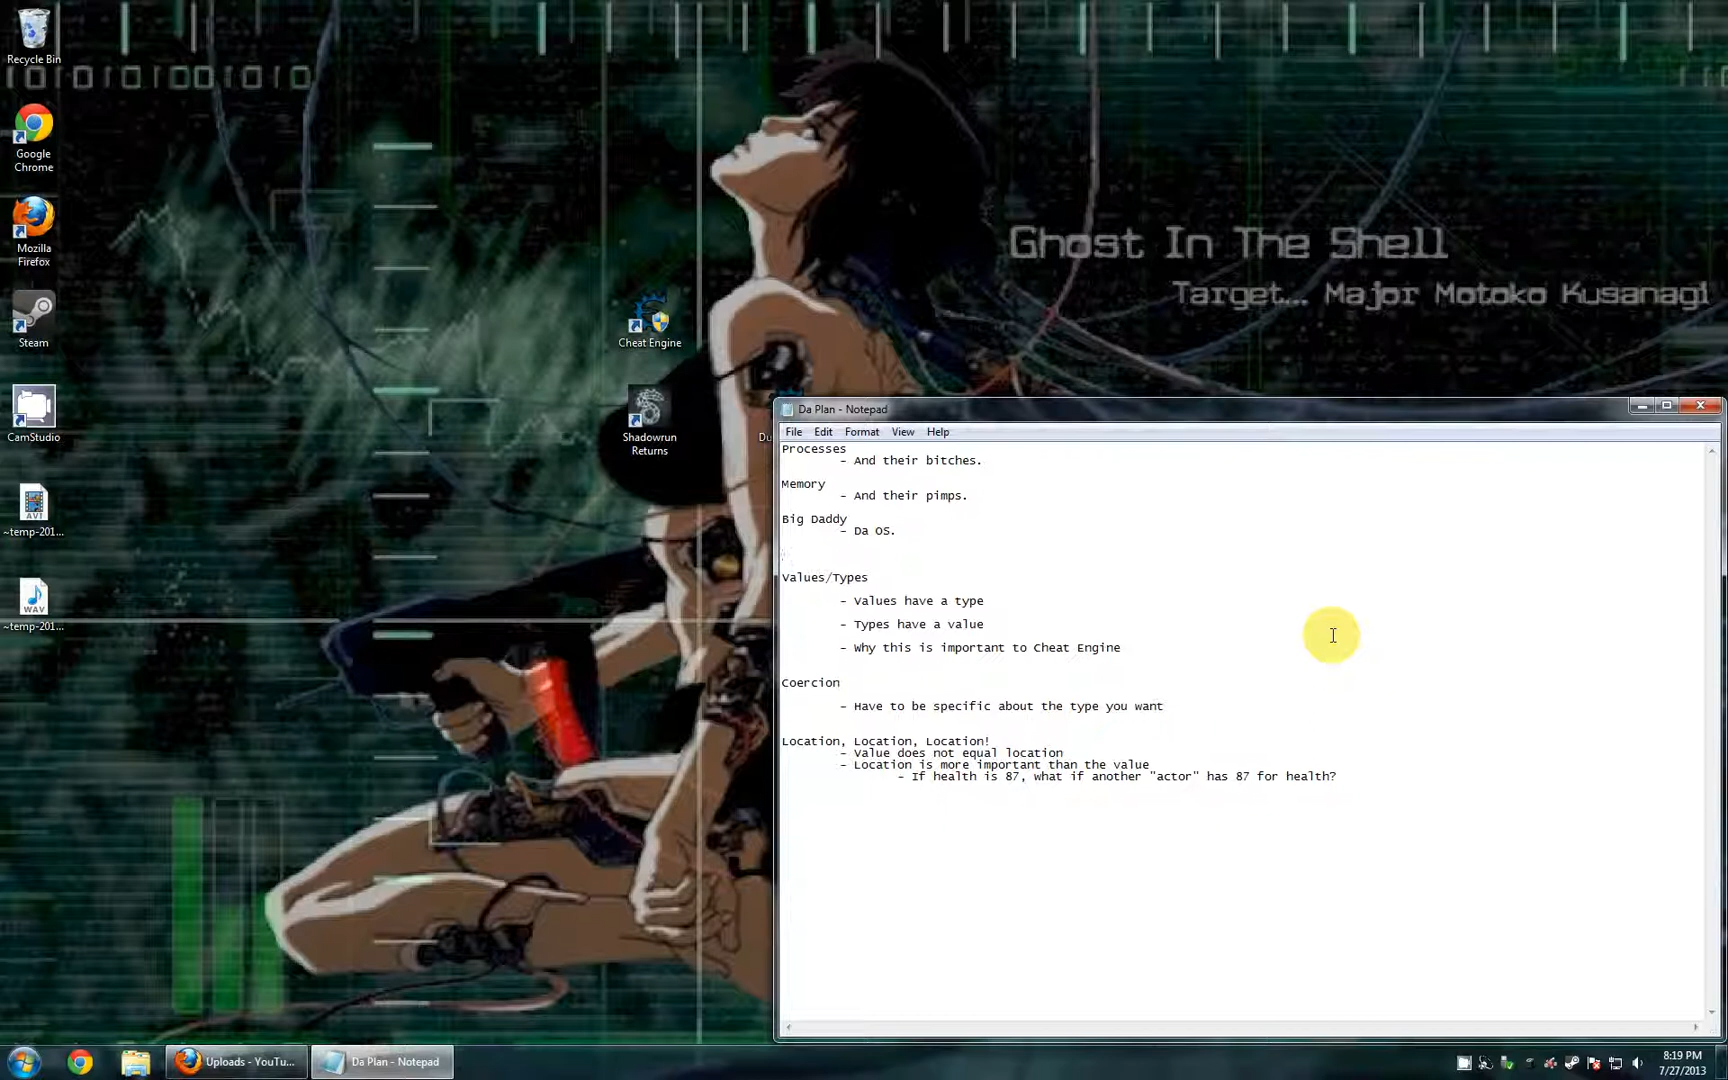 Recycle Bin
Google
Chrome
Mozilla
Firefox
Steam
CamStudio
~temp-201...
~temp-201...
Cheat Engine
Shadowrun
Returns
Du
Ghost In The Shell
Target... Major Motoko Kusanagi
Da Plan - Notepad
File Edit Format View Help
Processes
- And their bitches.
Memory
- And their pimps.
Big Daddy
- Da OS.
Values/Types
- Values have a type
- Types have a value
- Why this is important to Cheat Engine
Coercion
- Have to be specific about the type you want
Location, Location, Location!
- Value does not equal location
- Location is more important than the value
- If health is 87, what if another "actor" has 87 for health?
Uploads - YouTu...
Da Plan - Notepad
8:19 PM
7/27/2013